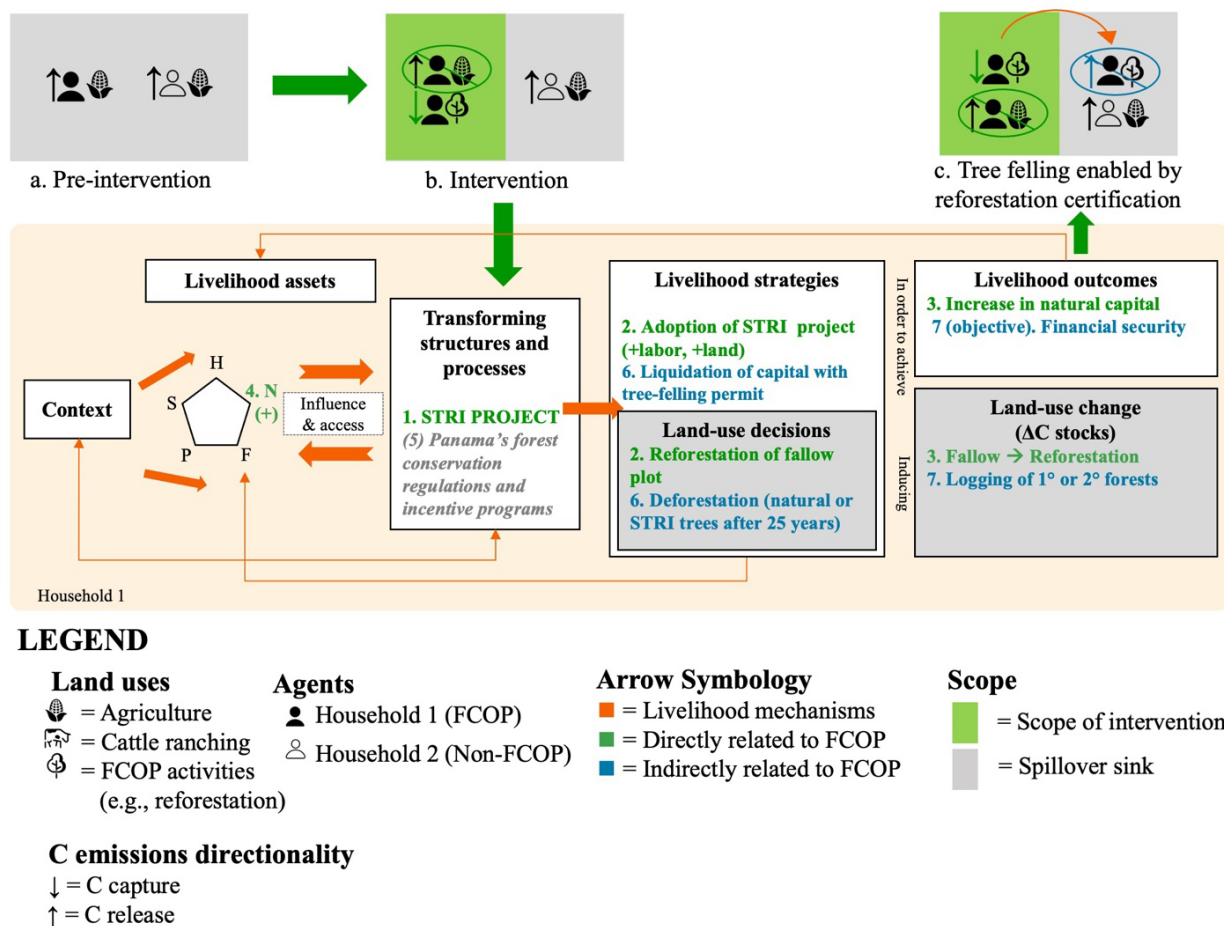 a. Pre-intervention
b. Intervention
c. Tree felling enabled by
reforestation certification
Livelihood assets
Context
H
S
P
F
4. N
(+)
Influence
& access
Transforming
structures and
processes
1. STRI PROJECT
(5) Panama's forest
conservation
regulations and
incentive programs
Livelihood strategies
2. Adoption of STRI project
(+labor, +land)
6. Liquidation of capital with
tree-felling permit
Land-use decisions
2. Reforestation of fallow
plot
6. Deforestation (natural or
STRI trees after 25 years)
In order to achieve
Inducing
Livelihood outcomes
3. Increase in natural capital
7 (objective). Financial security
Land-use change
(ΔC stocks)
3. Fallow → Reforestation
7. Logging of 1° or 2° forests
Household 1
LEGEND
Land uses
= Agriculture
= Cattle ranching
= FCOP activities
(e.g., reforestation)
Agents
Household 1 (FCOP)
Household 2 (Non-FCOP)
Arrow Symbology
= Livelihood mechanisms
= Directly related to FCOP
= Indirectly related to FCOP
Scope
= Scope of intervention
= Spillover sink
C emissions directionality
↓ = C capture
↑ = C release